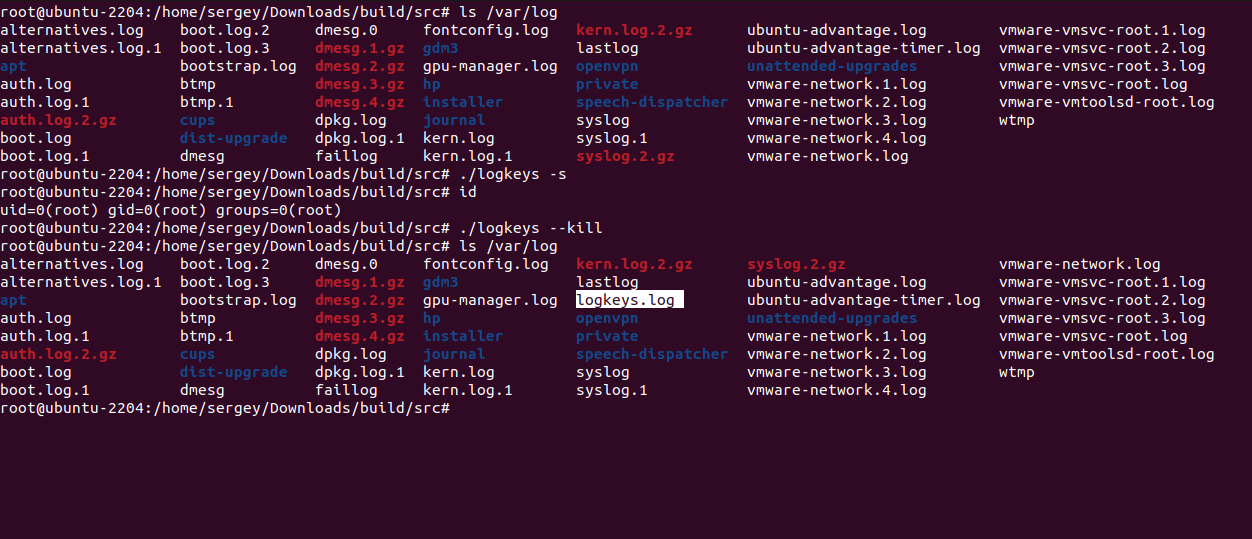 root@ubuntu-2204:/home/sergey/Downloads/build/src# ls /var/log
alternatives.log boot.log.2 dmesg.0 fontconfig.log kern.log.2.gz ubuntu-advantage.log vmware-vmsvc-root.1.log
alternatives.log.1 boot.log.3 dmesg.1.gz gdm3 lastlog ubuntu-advantage-timer.log vmware-vmsvc-root.2.log
apt bootstrap.log dmesg.2.gz gpu-manager.log openvpn unattended-upgrades vmware-vmsvc-root.3.log
auth.log btmp dmesg.3.gz hp private vmware-network.1.log vmware-vmsvc-root.log
auth.log.1 btmp.1 dmesg.4.gz installer speech-dispatcher vmware-network.2.log vmware-vmtoolsd-root.log
auth.log.2.gz cups dpkg.log journal syslog vmware-network.3.log wtmp
boot.log dist-upgrade dpkg.log.1 kern.log syslog.1 vmware-network.4.log
boot.log.1 dmesg faillog kern.log.1 syslog.2.gz vmware-network.log
root@ubuntu-2204:/home/sergey/Downloads/build/src# ./logkeys -s
root@ubuntu-2204:/home/sergey/Downloads/build/src# id
uid=0(root) gid=0(root) groups=0(root)
root@ubuntu-2204:/home/sergey/Downloads/build/src# ./logkeys --kill
root@ubuntu-2204:/home/sergey/Downloads/build/src# ls /var/log
alternatives.log boot.log.2 dmesg.0 fontconfig.log kern.log.2.gz syslog.2.gz vmware-network.log
alternatives.log.1 boot.log.3 dmesg.1.gz gdm3 lastlog ubuntu-advantage.log vmware-vmsvc-root.1.log
apt bootstrap.log dmesg.2.gz gpu-manager.log logkeys.log ubuntu-advantage-timer.log vmware-vmsvc-root.2.log
auth.log btmp dmesg.3.gz hp openvpn unattended-upgrades vmware-vmsvc-root.3.log
auth.log.1 btmp.1 dmesg.4.gz installer private vmware-network.1.log vmware-vmsvc-root.log
auth.log.2.gz cups dpkg.log journal speech-dispatcher vmware-network.2.log vmware-vmtoolsd-root.log
boot.log dist-upgrade dpkg.log.1 kern.log syslog vmware-network.3.log wtmp
boot.log.1 dmesg faillog kern.log.1 syslog.1 vmware-network.4.log
root@ubuntu-2204:/home/sergey/Downloads/build/src#